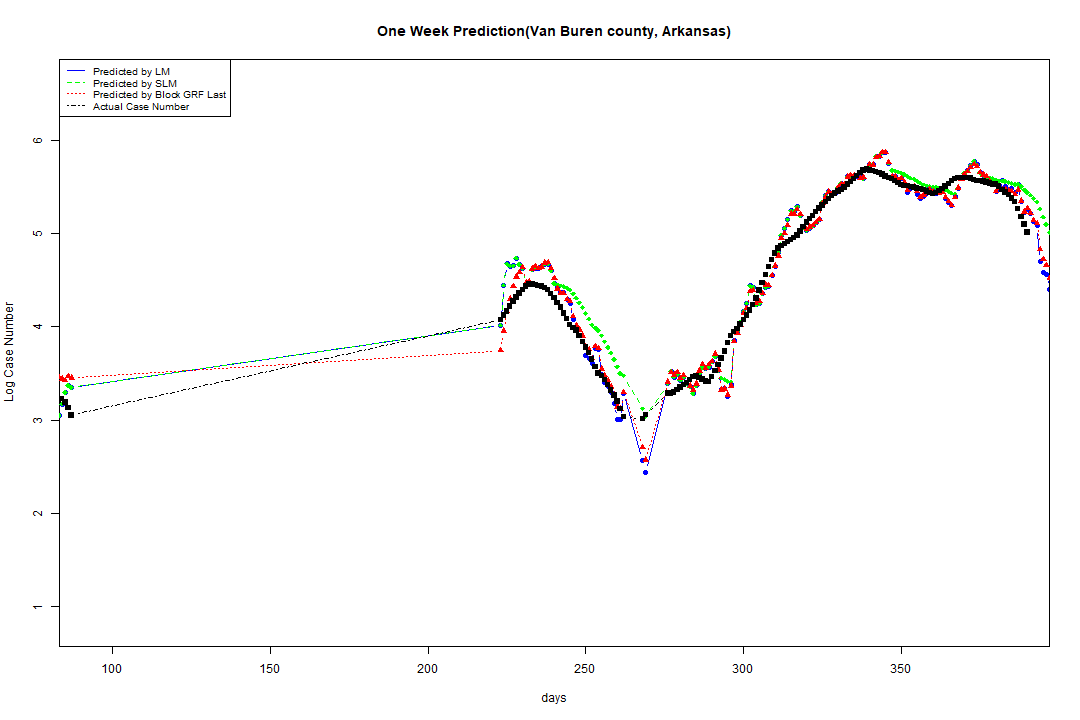 One Week Prediction(Van Buren county, Arkansas)
Predicted by LM
Predicted by SLM
Predicted by Block GRF Last
Actual Case Number
6
5
4
3
2
1
Log Case Number
100 150 200 250 300 350
days